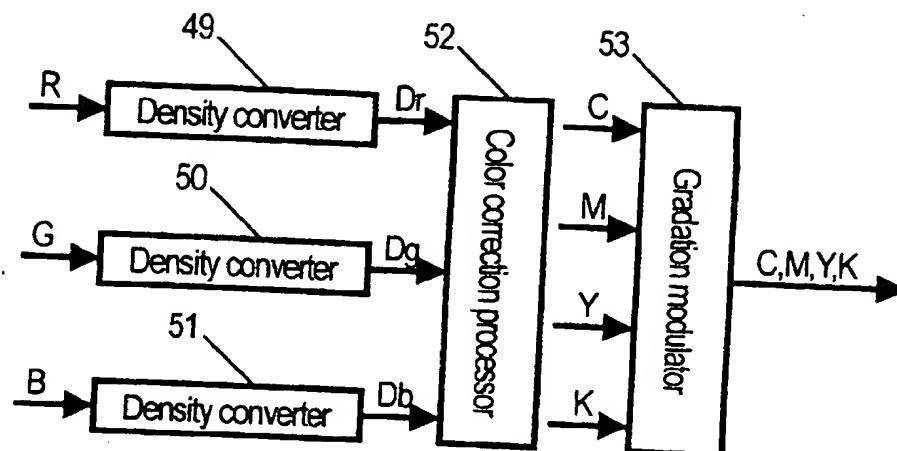 49
52
53
R
Density converter
Dr
C
50
M
G
Density converter
Dg
Color correction processor
Gradation modulator
C,M,Y,K
51
Y
B
Density converter
Db
K